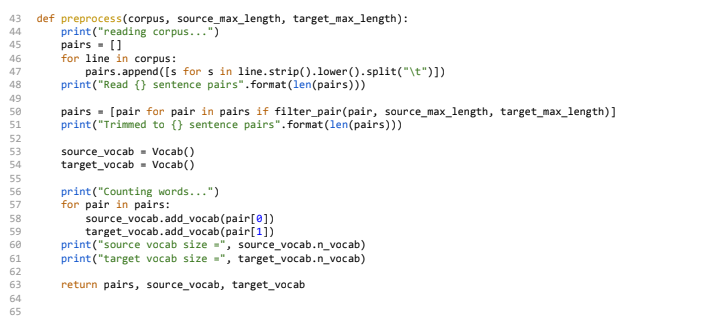 43 def preprocess(corpus, source_max_length, target_max_length):
44     print("reading corpus...")
45     pairs = []
46     for line in corpus:
47         pairs.append([s for s in line.strip().lower().split("\t")])
48     print("Read {} sentence pairs".format(len(pairs)))
49
50     pairs = [pair for pair in pairs if filter_pair(pair, source_max_length, target_max_length)]
51     print("Trimmed to {} sentence pairs".format(len(pairs)))
52
53     source_vocab = Vocab()
54     target_vocab = Vocab()
55
56     print("Counting words...")
57     for pair in pairs:
58         source_vocab.add_vocab(pair[0])
59         target_vocab.add_vocab(pair[1])
60     print("source vocab size =", source_vocab.n_vocab)
61     print("target vocab size =", target_vocab.n_vocab)
62
63     return pairs, source_vocab, target_vocab
64
65